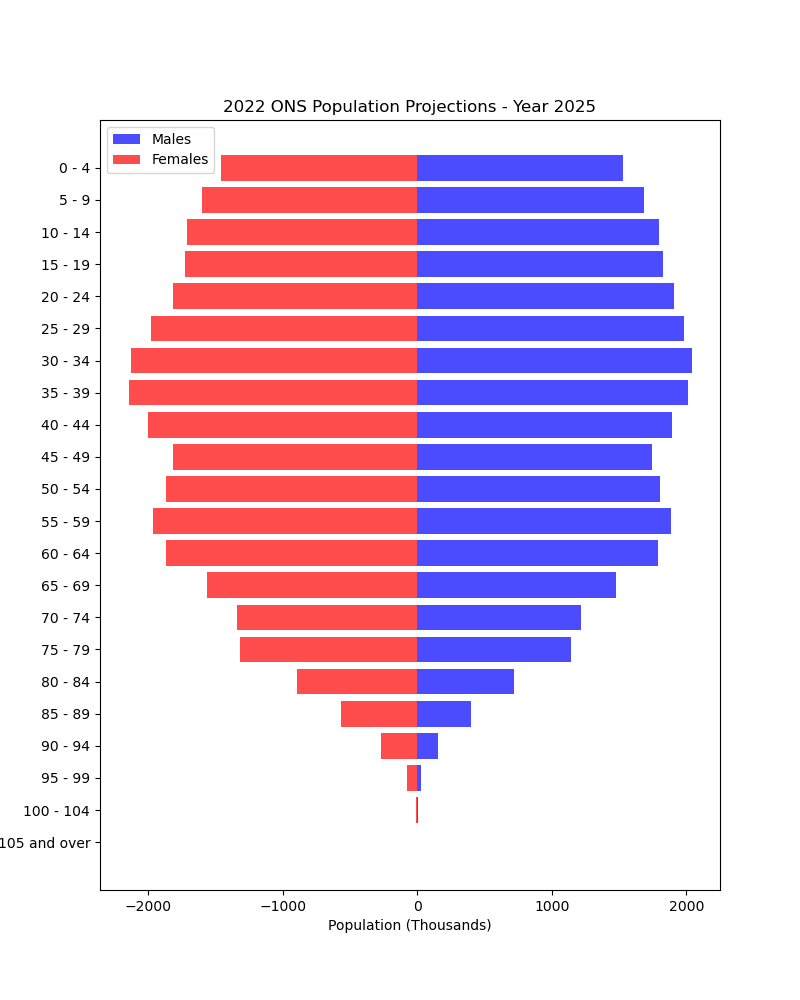 2022 ONS Population Projections - Year 2025
Males
Females
0 - 4
5 - 9
10 - 14
15 - 19
20 - 24
25 - 29
30 - 34
35 - 39
40 - 44
45 - 49
50 - 54
55 - 59
60 - 64
65 - 69
70 - 74
75 - 79
80 - 84
85 - 89
90 - 94
95 - 99
100 - 104
105 and over
−2000 −1000 0 1000 2000
Population (Thousands)